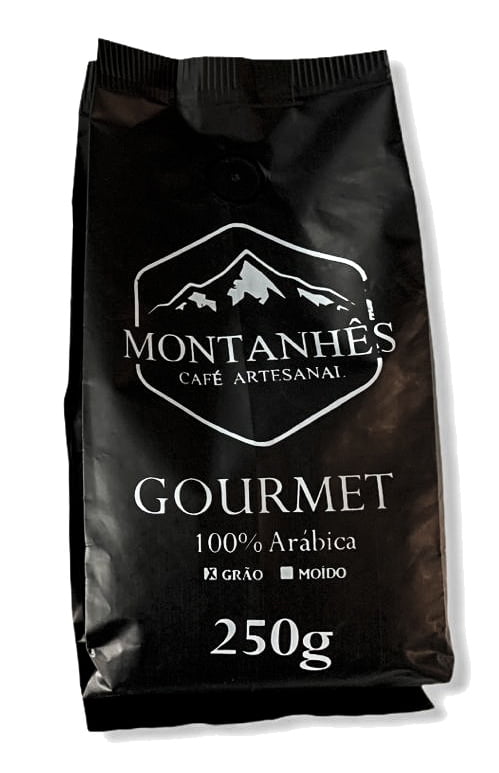 MONTANHÊS
CAFÉ ARTESANAL
GOURMET
100% Arábica
☒ GRÃO ☐ MOÍDO
250g